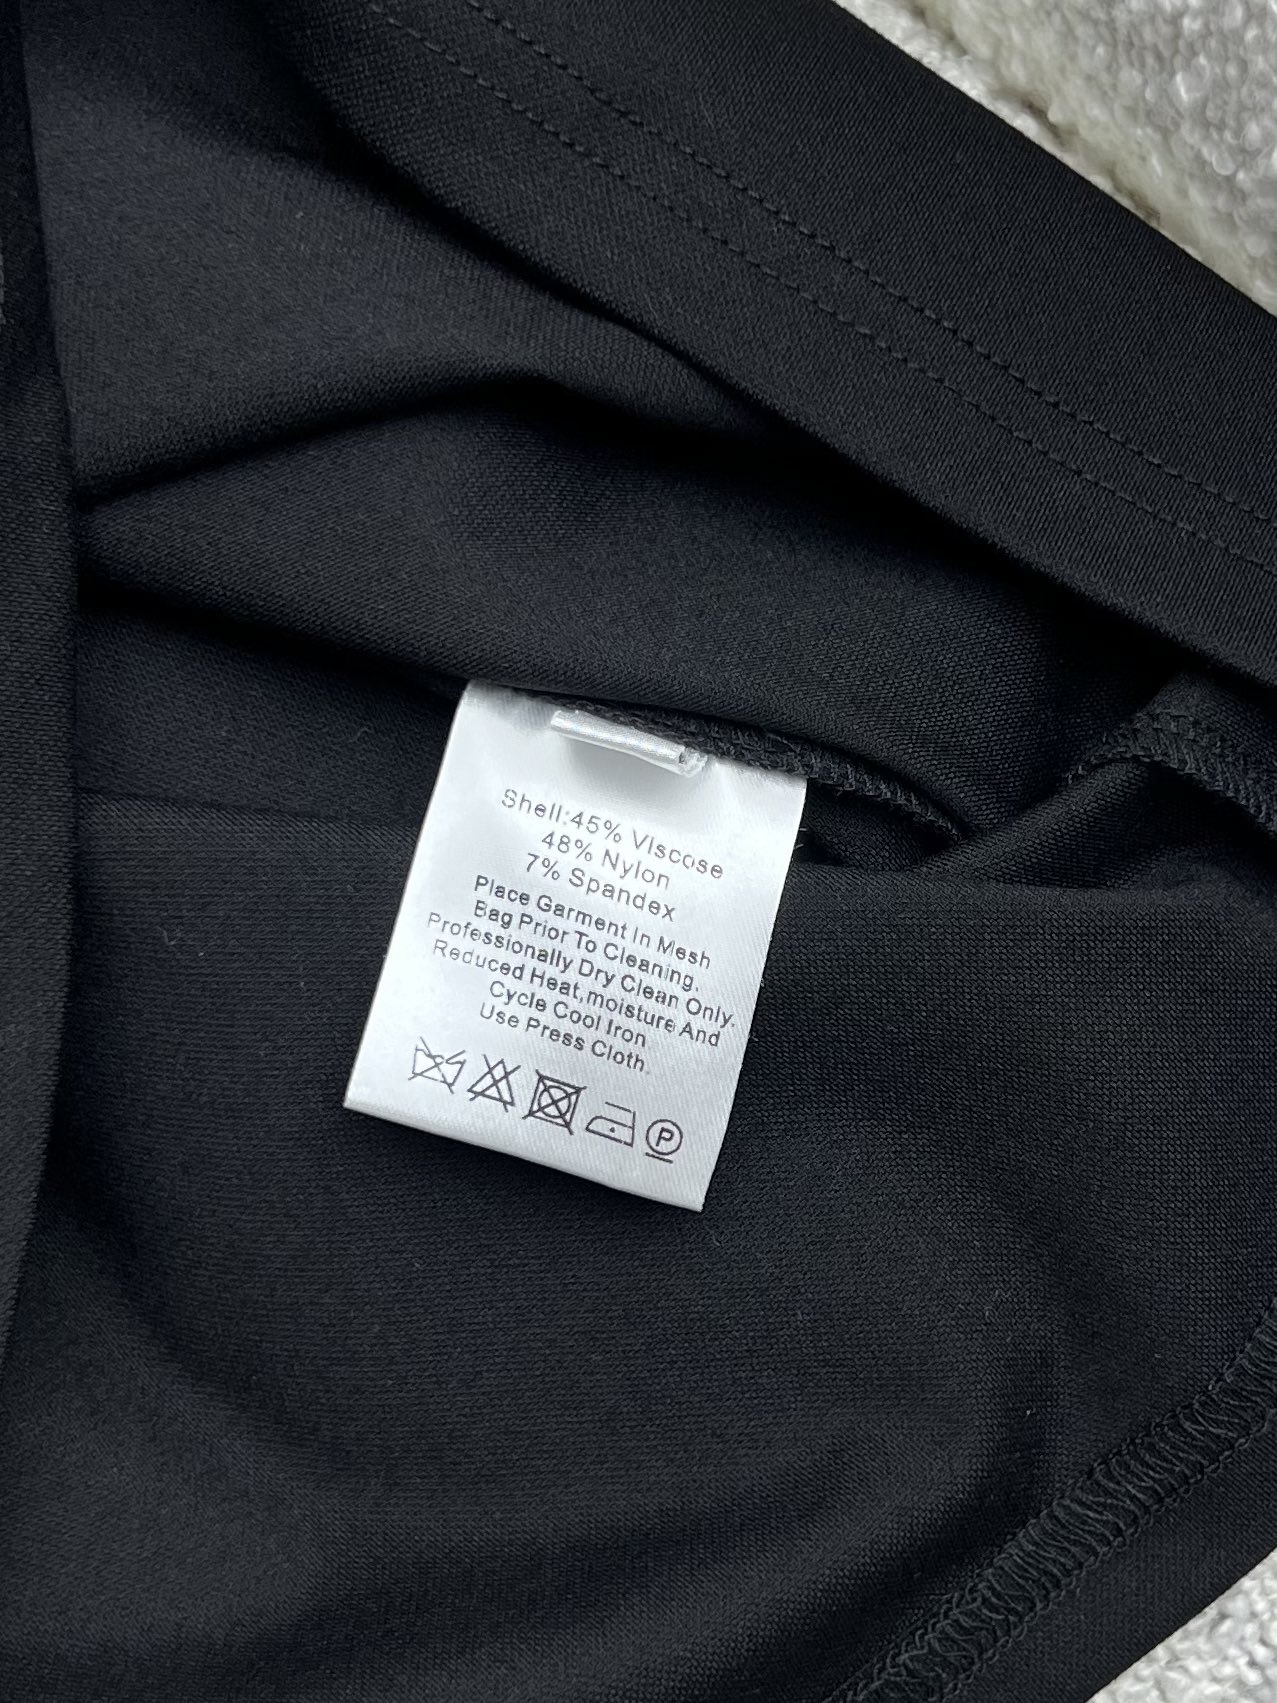 Shell:45% Viscose
48% Nylon
7% Spandex
Place Garment In Mesh
Bag Prior To Cleaning.
Professionally Dry Clean Only.
Reduced Heat,moisture And
Cycle Cool Iron
Use Press Cloth.
P